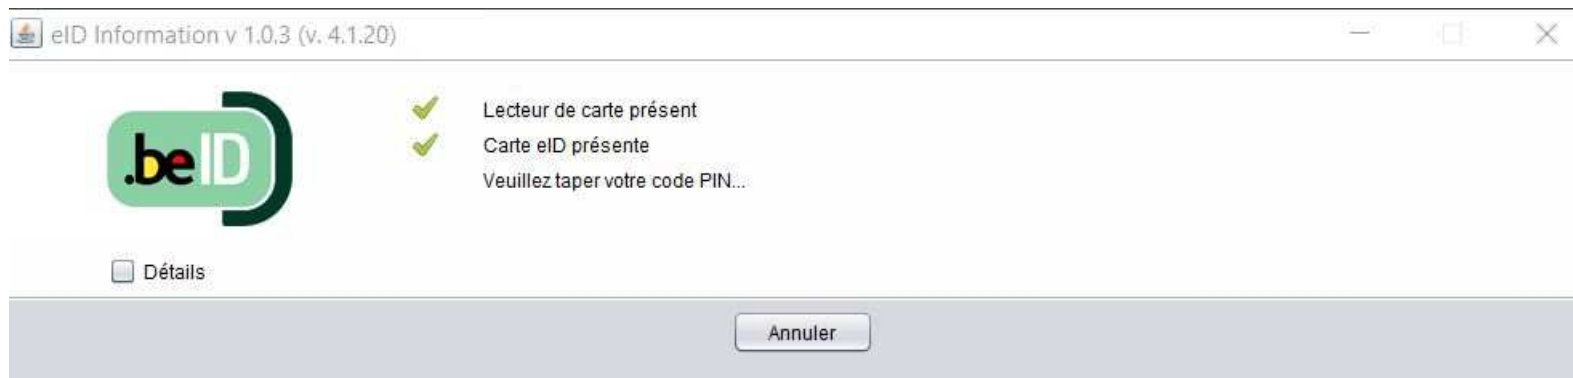 eID Information v 1.0.3 (v. 4.1.20)
.beID
Lecteur de carte présent
Carte eID présente
Veuillez taper votre code PIN...
Détails
Annuler